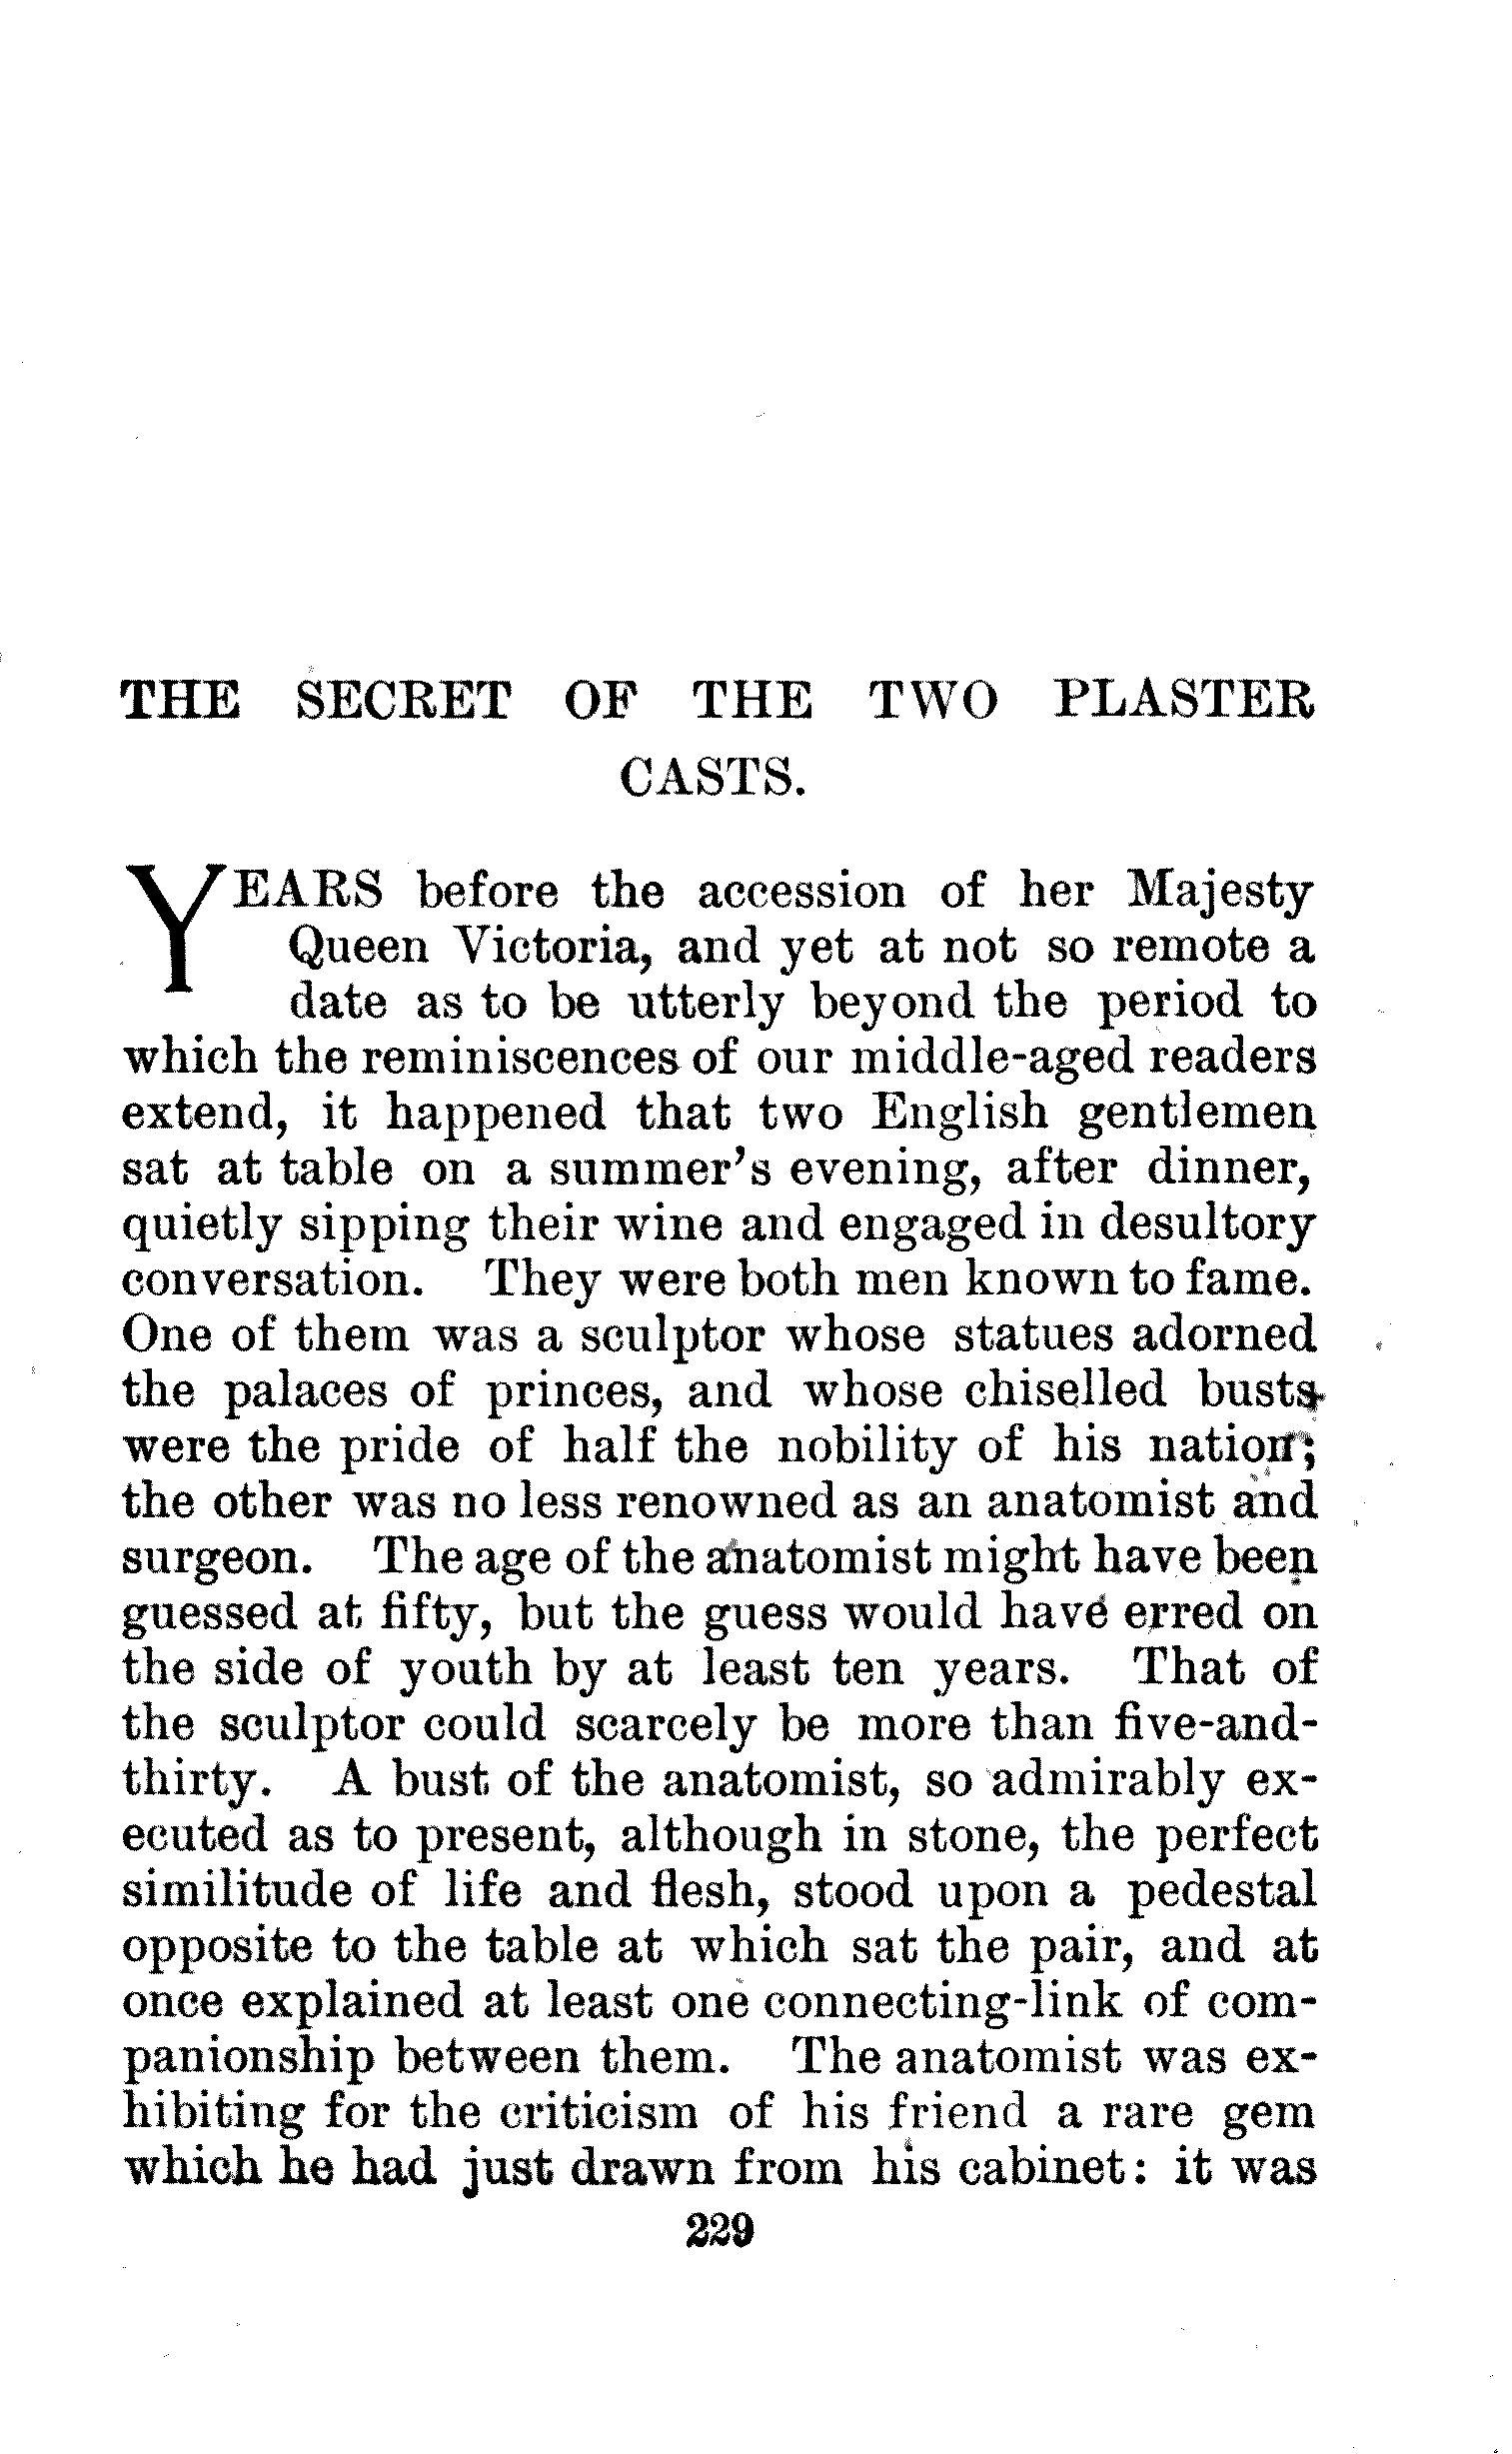 THE SECRET OF THE TWO PLASTER
CASTS.
YEARS before the accession of her Majesty
Queen Victoria, and yet at not so remote a
date as to be utterly beyond the period to
which the reminiscences of our middle-aged readers
extend, it happened that two English gentlemen
sat at table on a summer's evening, after dinner,
quietly sipping their wine and engaged in desultory
conversation. They were both men known to fame.
One of them was a sculptor whose statues adorned
the palaces of princes, and whose chiselled busts
were the pride of half the nobility of his nation;
the other was no less renowned as an anatomist and
surgeon. The age of the anatomist might have been
guessed at fifty, but the guess would have erred on
the side of youth by at least ten years. That of
the sculptor could scarcely be more than five-and-
thirty. A bust of the anatomist, so admirably ex-
ecuted as to present, although in stone, the perfect
similitude of life and flesh, stood upon a pedestal
opposite to the table at which sat the pair, and at
once explained at least one connecting-link of com-
panionship between them. The anatomist was ex-
hibiting for the criticism of his friend a rare gem
which he had just drawn from his cabinet: it was
229